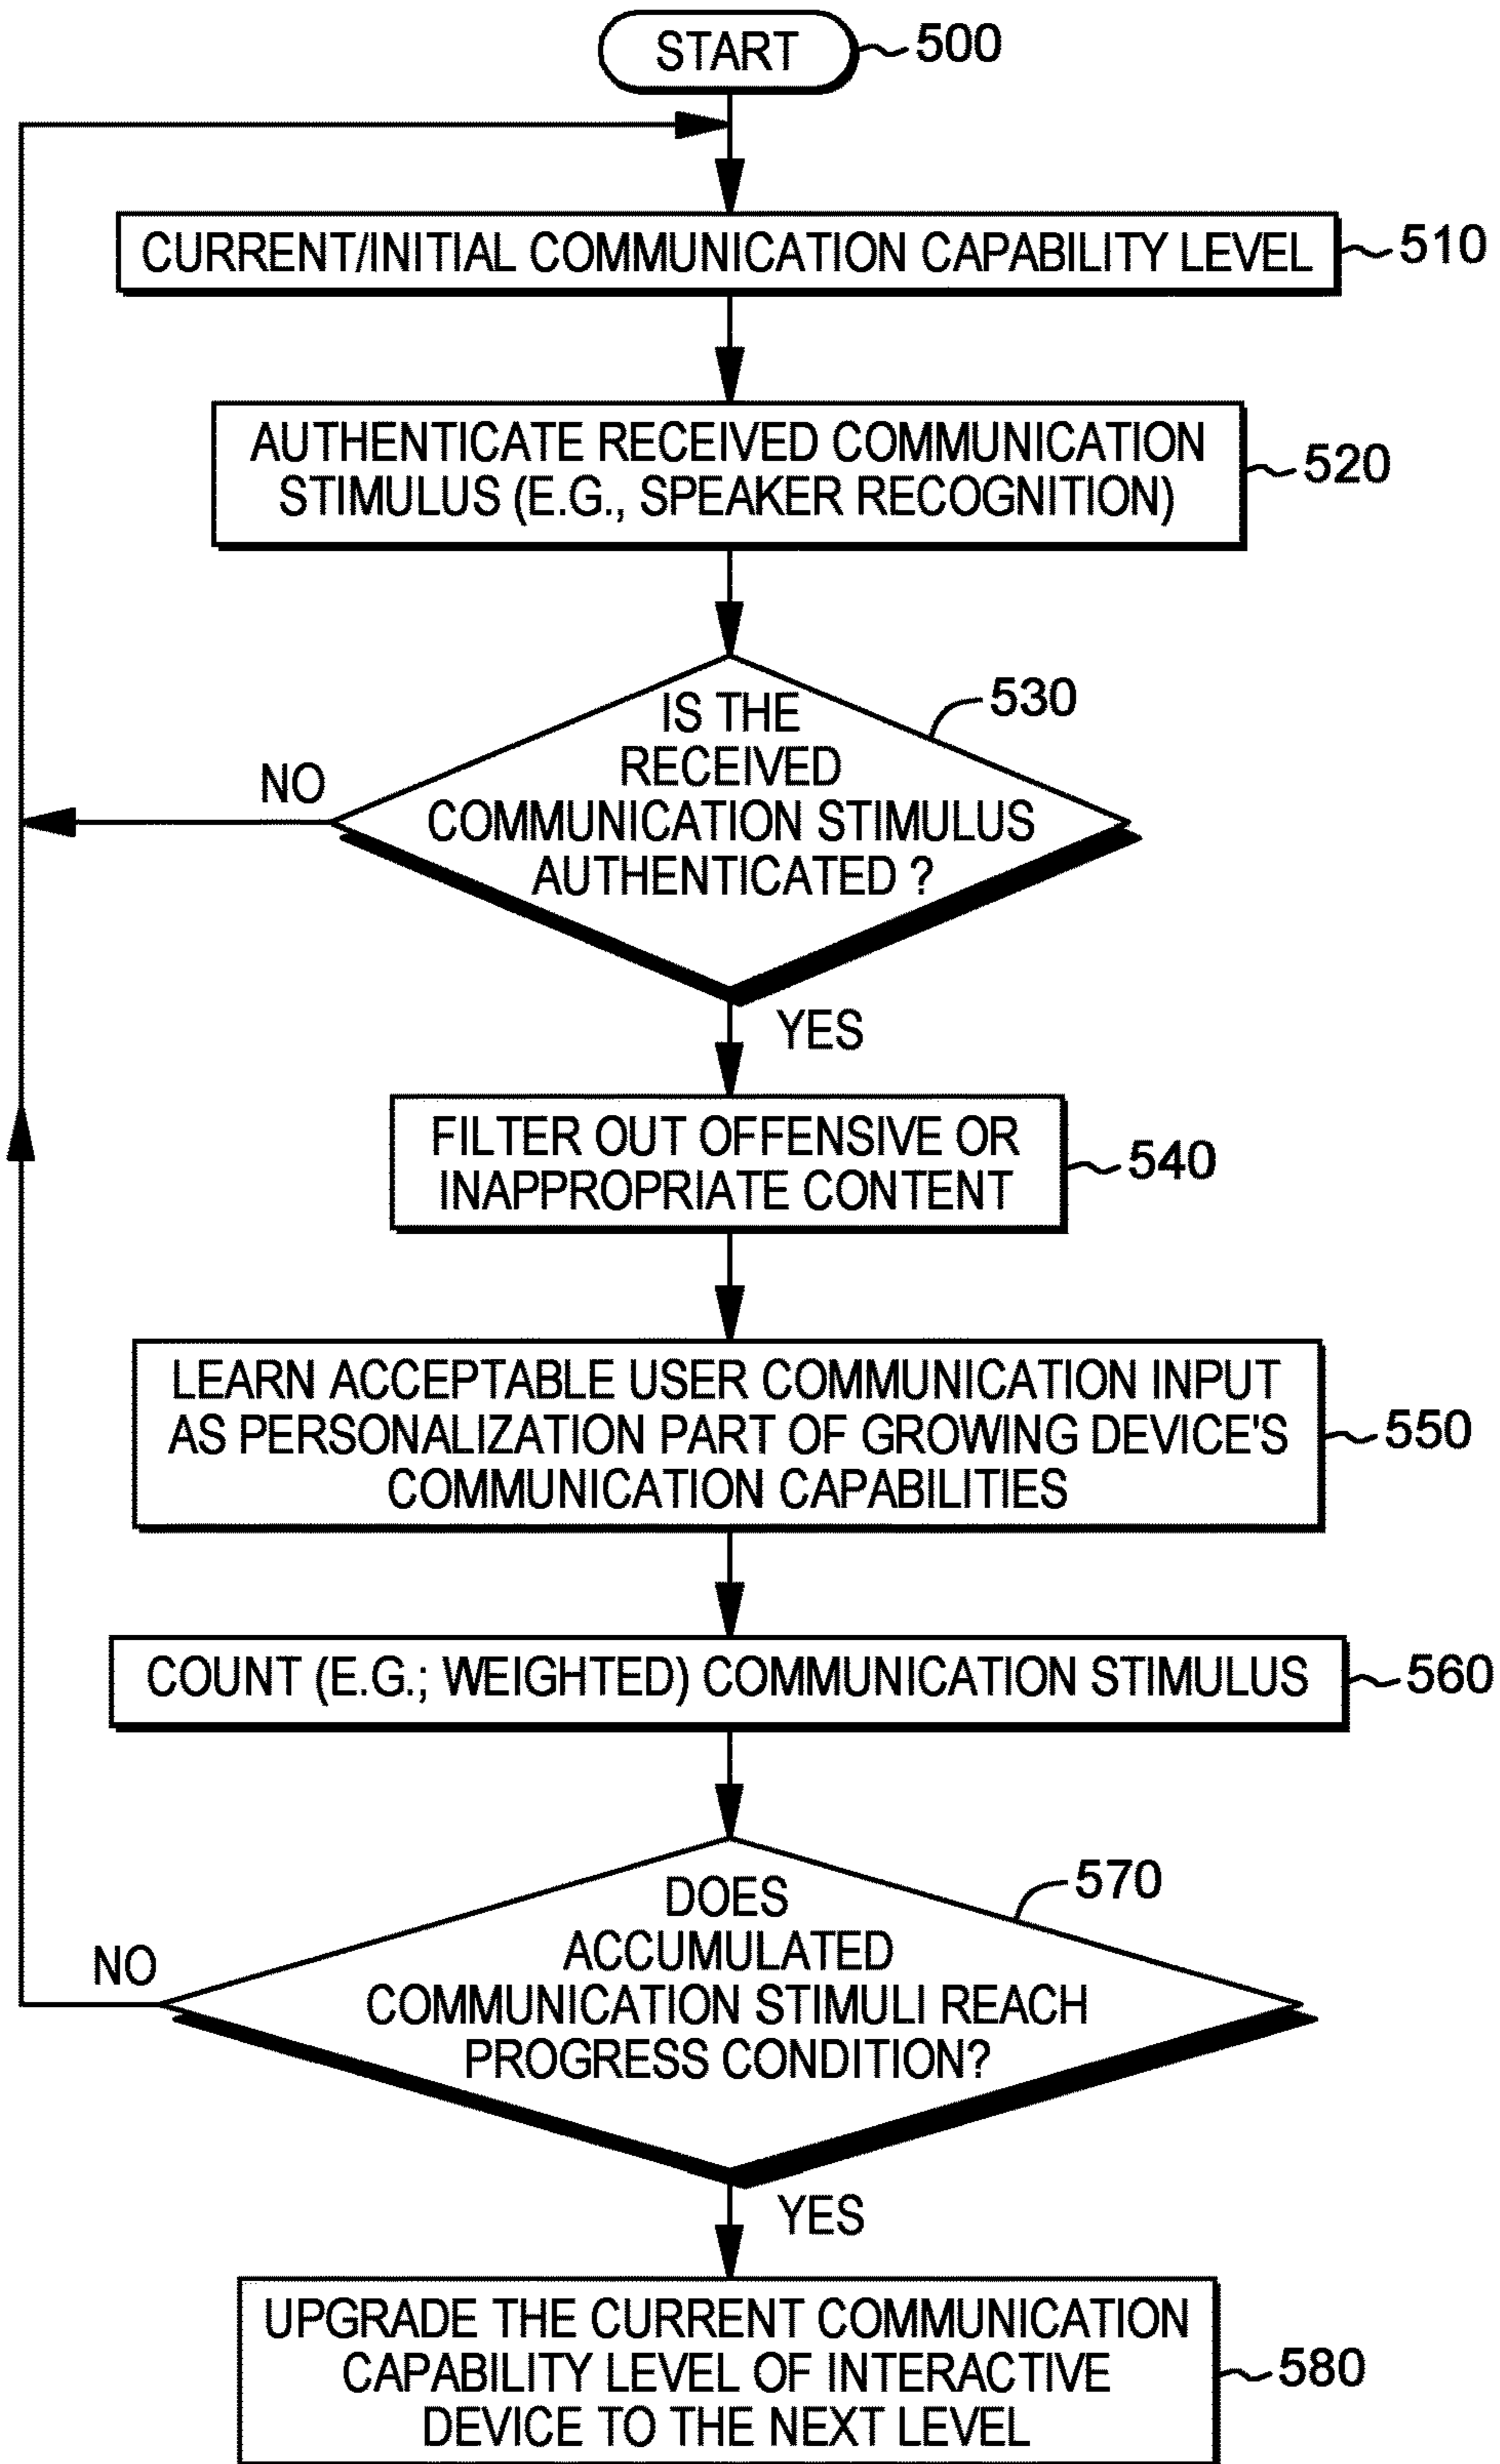 START
500
CURRENT/INITIAL COMMUNICATION CAPABILITY LEVEL
510
AUTHENTICATE RECEIVED COMMUNICATION
STIMULUS (E.G., SPEAKER RECOGNITION)
520
IS THE
RECEIVED
COMMUNICATION STIMULUS
AUTHENTICATED ?
530
NO
YES
FILTER OUT OFFENSIVE OR
INAPPROPRIATE CONTENT
540
LEARN ACCEPTABLE USER COMMUNICATION INPUT
AS PERSONALIZATION PART OF GROWING DEVICE'S
COMMUNICATION CAPABILITIES
550
COUNT (E.G.; WEIGHTED) COMMUNICATION STIMULUS
560
DOES
ACCUMULATED
COMMUNICATION STIMULI REACH
PROGRESS CONDITION?
570
NO
YES
UPGRADE THE CURRENT COMMUNICATION
CAPABILITY LEVEL OF INTERACTIVE
DEVICE TO THE NEXT LEVEL
580